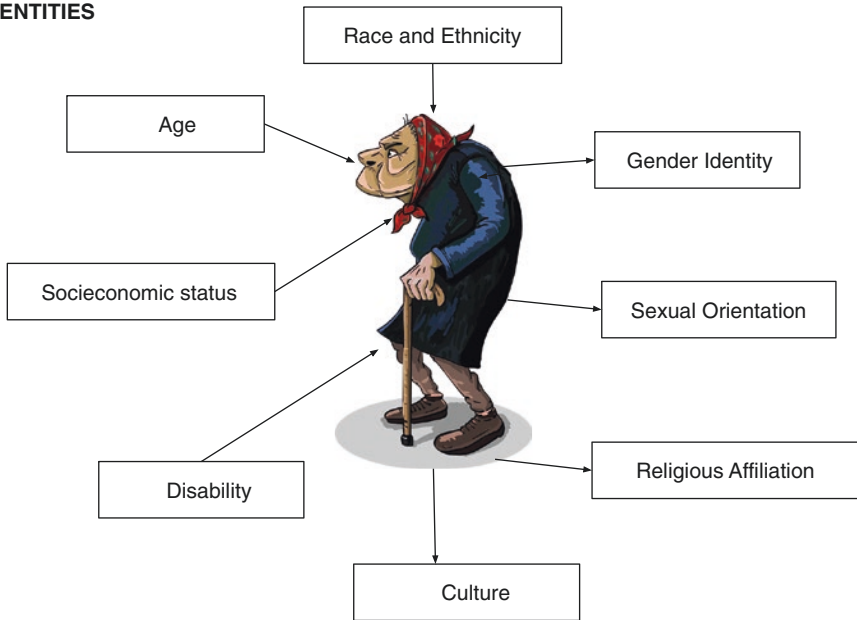 ENTITIES
Race and Ethnicity
Age
Gender Identity
Socieconomic status
Sexual Orientation
Religious Affiliation
Disability
Culture